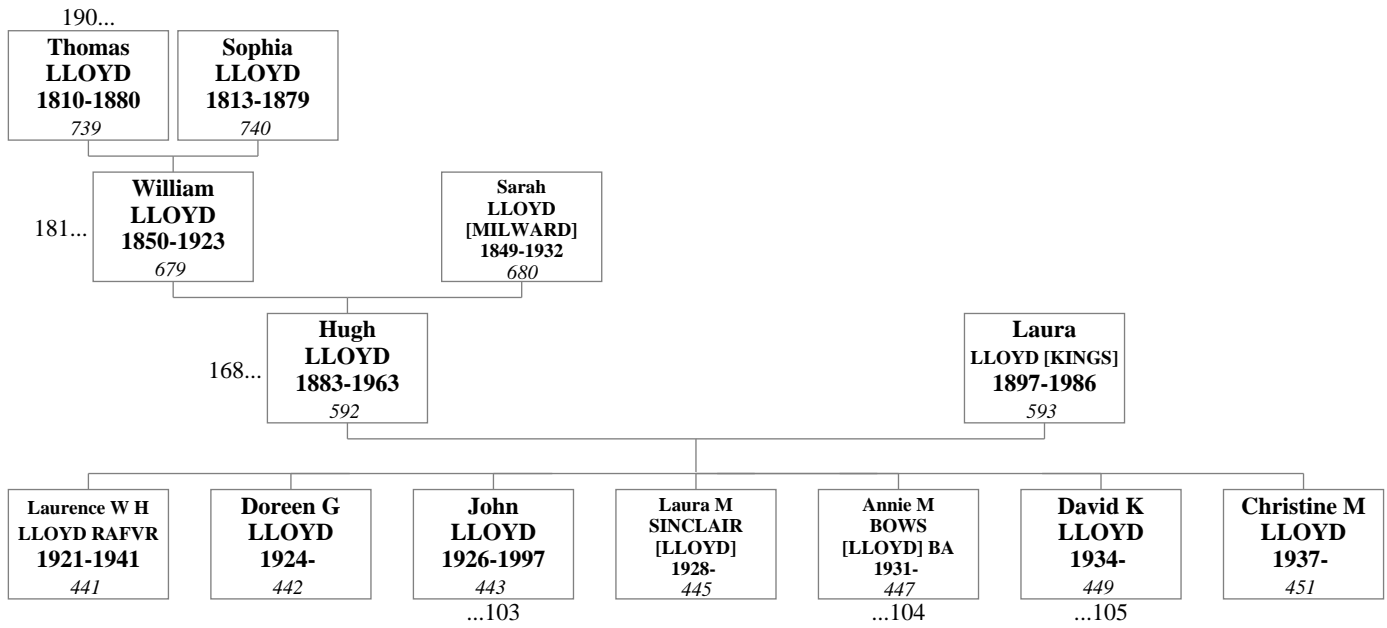 190...
Thomas
LLOYD
1810-1880
739
Sophia
LLOYD
1813-1879
740
181...
William
LLOYD
1850-1923
679
Sarah
LLOYD
[MILWARD]
1849-1932
680
168...
Hugh
LLOYD
1883-1963
592
Laura
LLOYD [KINGS]
1897-1986
593
Laurence W H
LLOYD RAFVR
1921-1941
441
Doreen G
LLOYD
1924-
442
John
LLOYD
1926-1997
443
...103
Laura M
SINCLAIR
[LLOYD]
1928-
445
Annie M
BOWS
[LLOYD] BA
1931-
447
...104
David K
LLOYD
1934-
449
...105
Christine M
LLOYD
1937-
451